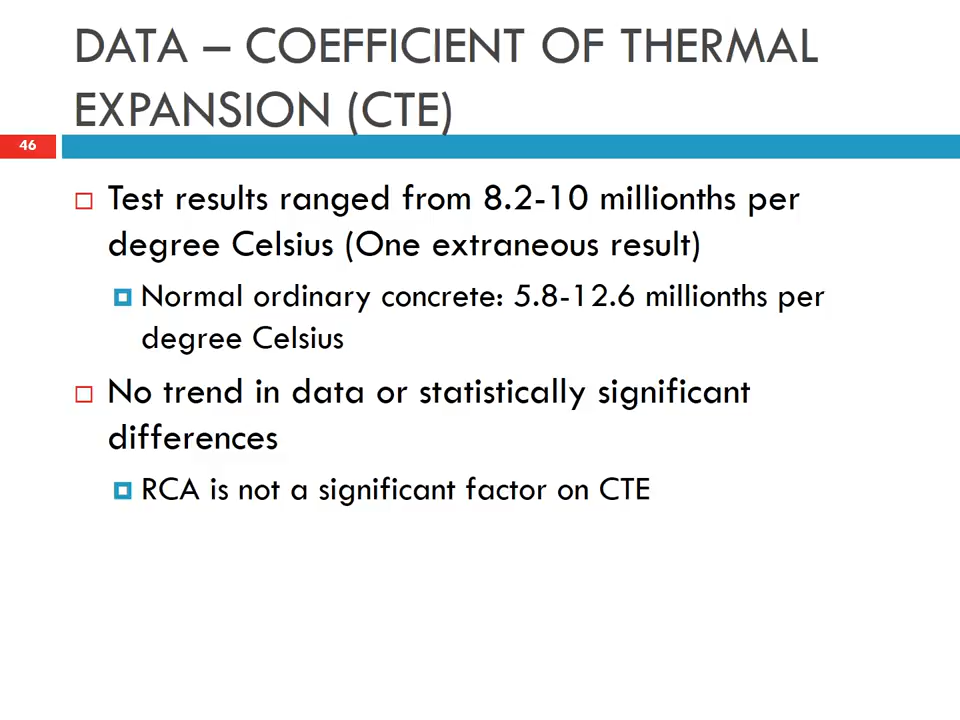 DATA – COEFFICIENT OF THERMAL
EXPANSION (CTE)
46
Test results ranged from 8.2-10 millionths per
degree Celsius (One extraneous result)
Normal ordinary concrete: 5.8-12.6 millionths per
degree Celsius
No trend in data or statistically significant
differences
RCA is not a significant factor on CTE